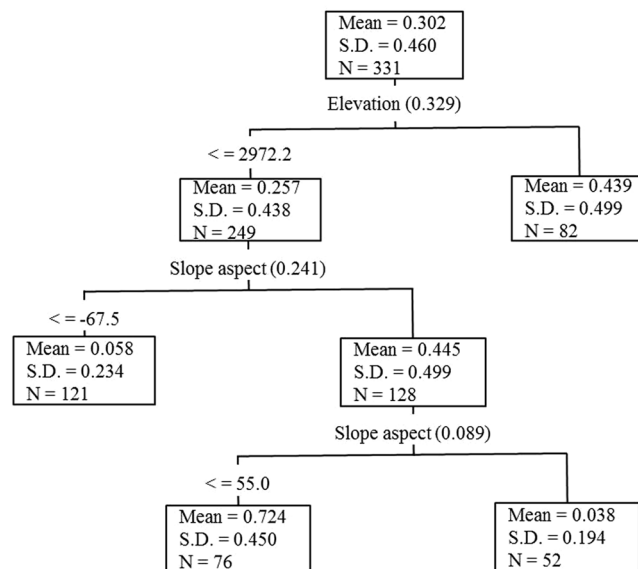 Mean = 0.302
S.D. = 0.460
N = 331
Elevation (0.329)
< = 2972.2
Mean = 0.257
S.D. = 0.438
N = 249
Mean = 0.439
S.D. = 0.499
N = 82
Slope aspect (0.241)
< = -67.5
Mean = 0.058
S.D. = 0.234
N = 121
Mean = 0.445
S.D. = 0.499
N = 128
Slope aspect (0.089)
< = 55.0
Mean = 0.724
S.D. = 0.450
N = 76
Mean = 0.038
S.D. = 0.194
N = 52